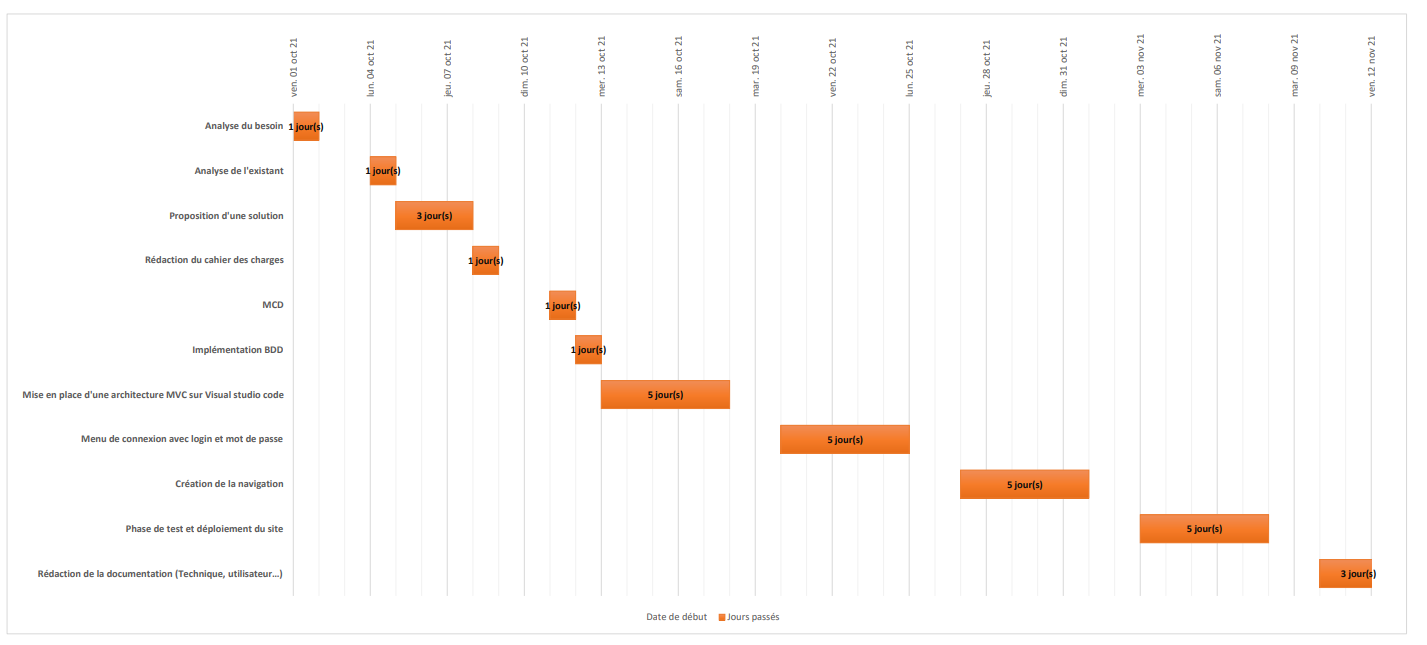 ven. 01 oct 21
lun. 04 oct 21
jeu. 07 oct 21
dim. 10 oct 21
mer. 13 oct 21
sam. 16 oct 21
mar. 19 oct 21
ven. 22 oct 21
lun. 25 oct 21
jeu. 28 oct 21
dim. 31 oct 21
mer. 03 nov 21
sam. 06 nov 21
mar. 09 nov 21
ven. 12 nov 21
Analyse du besoin 1 jour(s)
Analyse de l'existant 1 jour(s)
Proposition d'une solution 3 jour(s)
Rédaction du cahier des charges 1 jour(s)
MCD 1 jour(s)
Implémentation BDD 1 jour(s)
Mise en place d'une architecture MVC sur Visual studio code 5 jour(s)
Menu de connexion avec login et mot de passe 5 jour(s)
Création de la navigation 5 jour(s)
Phase de test et déploiement du site 5 jour(s)
Rédaction de la documentation (Technique, utilisateur…) 3 jour(s)
Date de début Jours passés